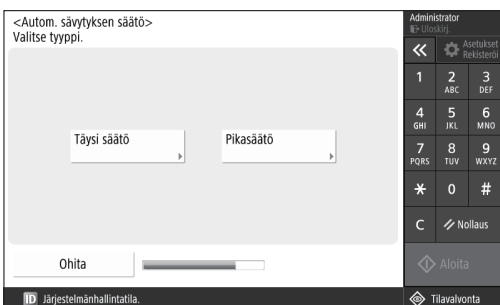 <Autom. sävytyksen säätö>
Valitse tyyppi.
Täysi säätö
Pikasäätö
Ohita
ID Järjestelmänhallintatila.
Administrator
Uloskirj.
Asetukset
Rekisteröi
1
2 3
ABC DEF
4 5 6
GHI JKL MNO
7 8 9
PQRS TUV WXYZ
* 0 #
C Nollaus
Aloita
Tilavalvonta